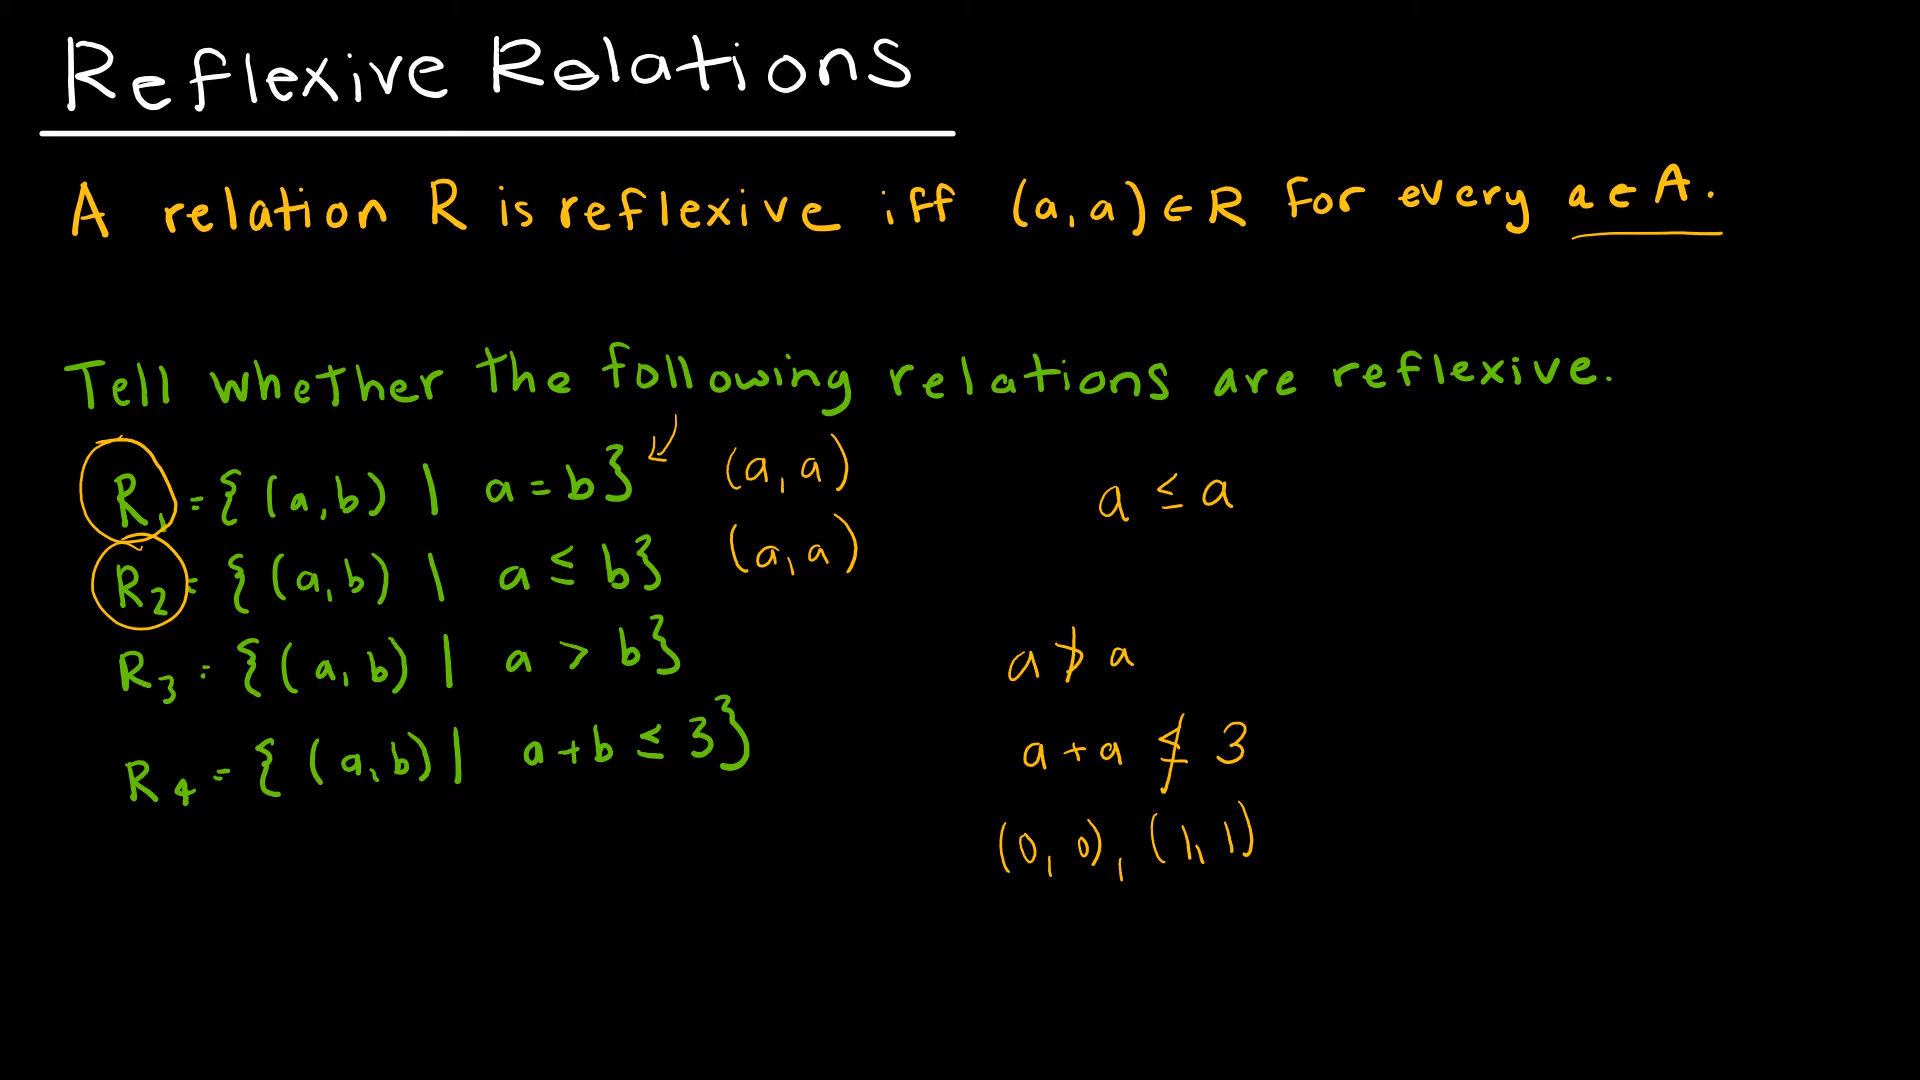 Reflexive Relations
A relation R is reflexive iff (a,a)∈R for every a∈A.
Tell whether the following relations are reflexive.
R₁={(a,b) | a=b} (a,a) a≤a
R₂={(a,b) | a≤b} (a,a)
R₃={(a,b) | a>b} a≯a
R₄={(a,b) | a+b≤3} a+a≰3
(0,0), (1,1)